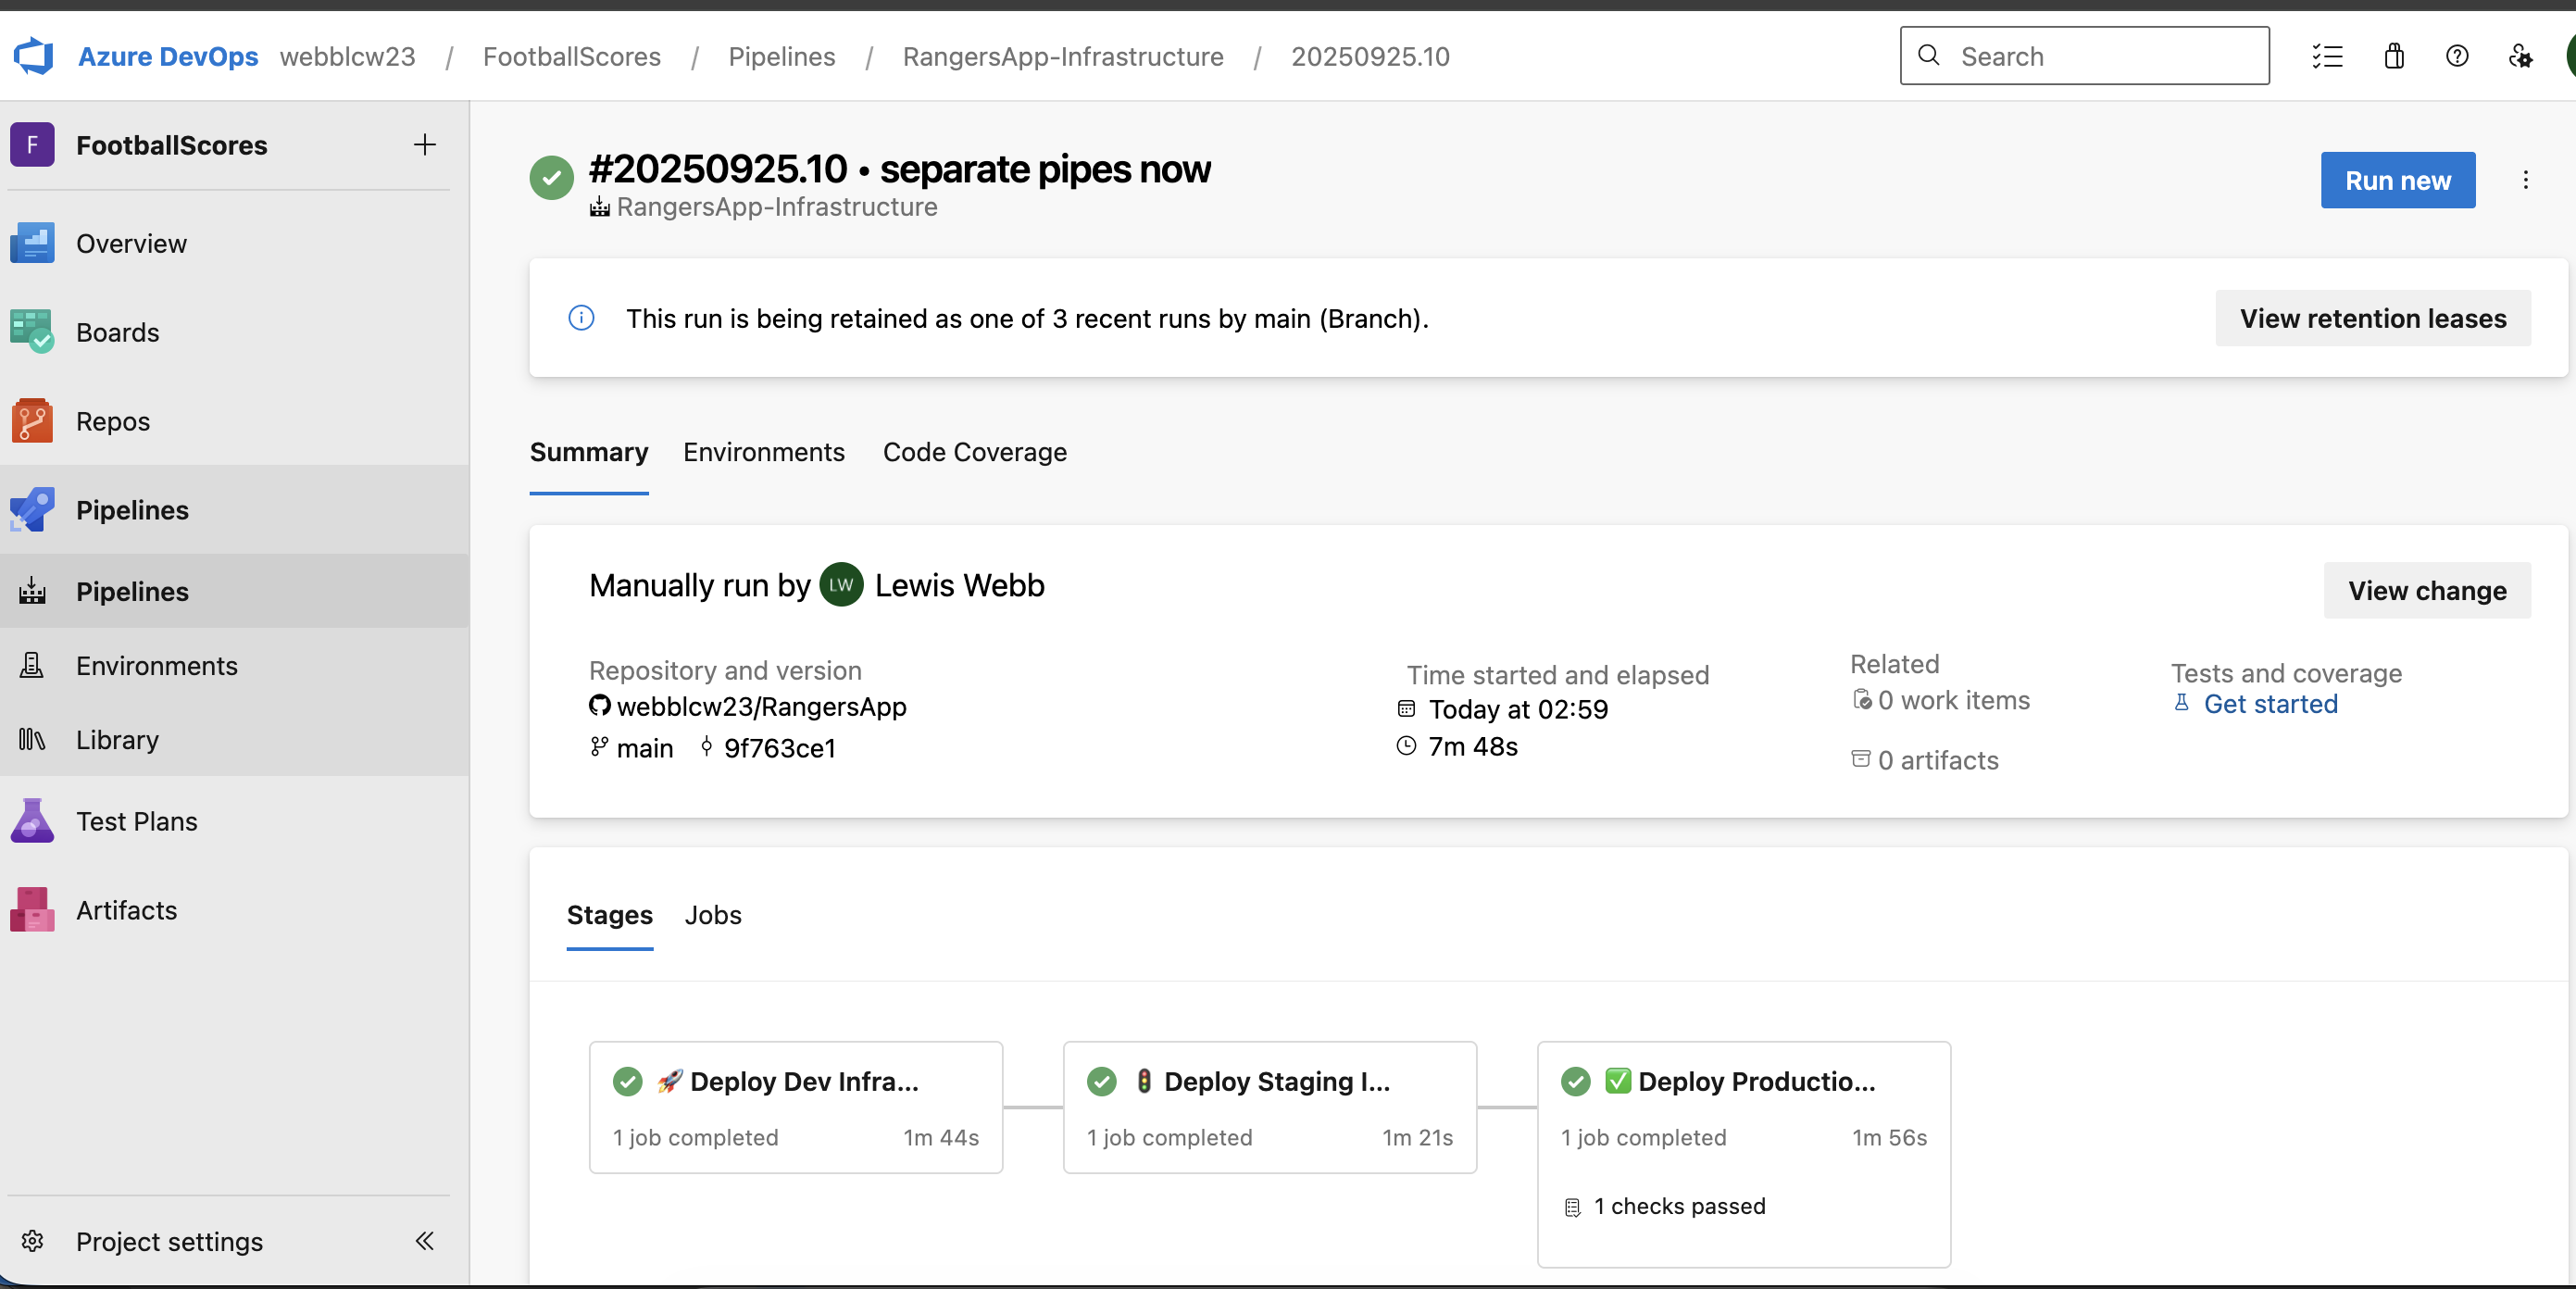 Azure DevOps webblcw23 / FootballScores / Pipelines / RangersApp-Infrastructure / 20250925.10
Search
F FootballScores
Overview
Boards
Repos
Pipelines
Pipelines
Environments
Library
Test Plans
Artifacts
Project settings
#20250925.10 • separate pipes now
RangersApp-Infrastructure
Run new
This run is being retained as one of 3 recent runs by main (Branch).
View retention leases
Summary Environments Code Coverage
Manually run by LW Lewis Webb
View change
Repository and version
webblcw23/RangersApp
main 9f763ce1
Time started and elapsed
Today at 02:59
7m 48s
Related
0 work items
0 artifacts
Tests and coverage
Get started
Stages Jobs
🚀 Deploy Dev Infra...
1 job completed 1m 44s
🚦 Deploy Staging I...
1 job completed 1m 21s
✅ Deploy Productio...
1 job completed 1m 56s
1 checks passed